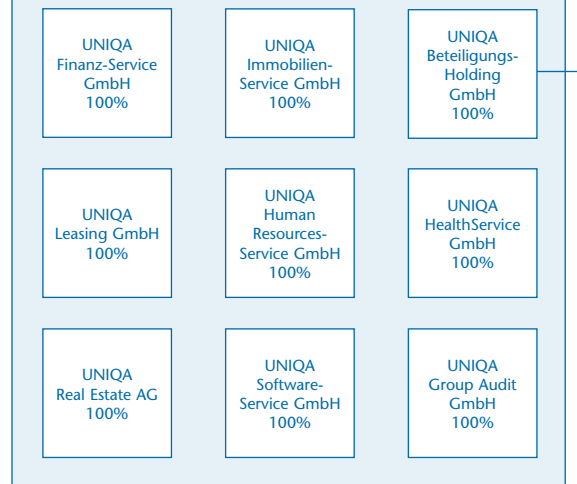 UNIQA
Finanz-Service
GmbH
100%
UNIQA
Immobilien-
Service GmbH
100%
UNIQA
Beteiligungs-
Holding
GmbH
100%
UNIQA
Leasing GmbH
100%
UNIQA
Human
Resources-
Service GmbH
100%
UNIQA
HealthService
GmbH
100%
UNIQA
Real Estate AG
100%
UNIQA
Software-
Service GmbH
100%
UNIQA
Group Audit
GmbH
100%